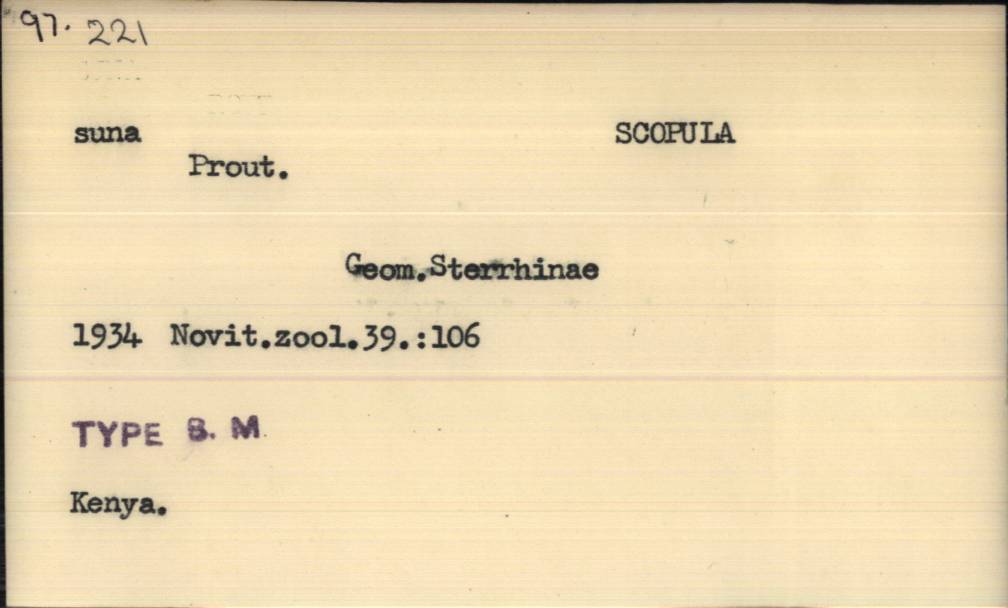 97. 221
suna SCOPULA
Prout.
Geom.Sterrhinae
1934 Novit.zool.39.:106
TYPE B. M.
Kenya.